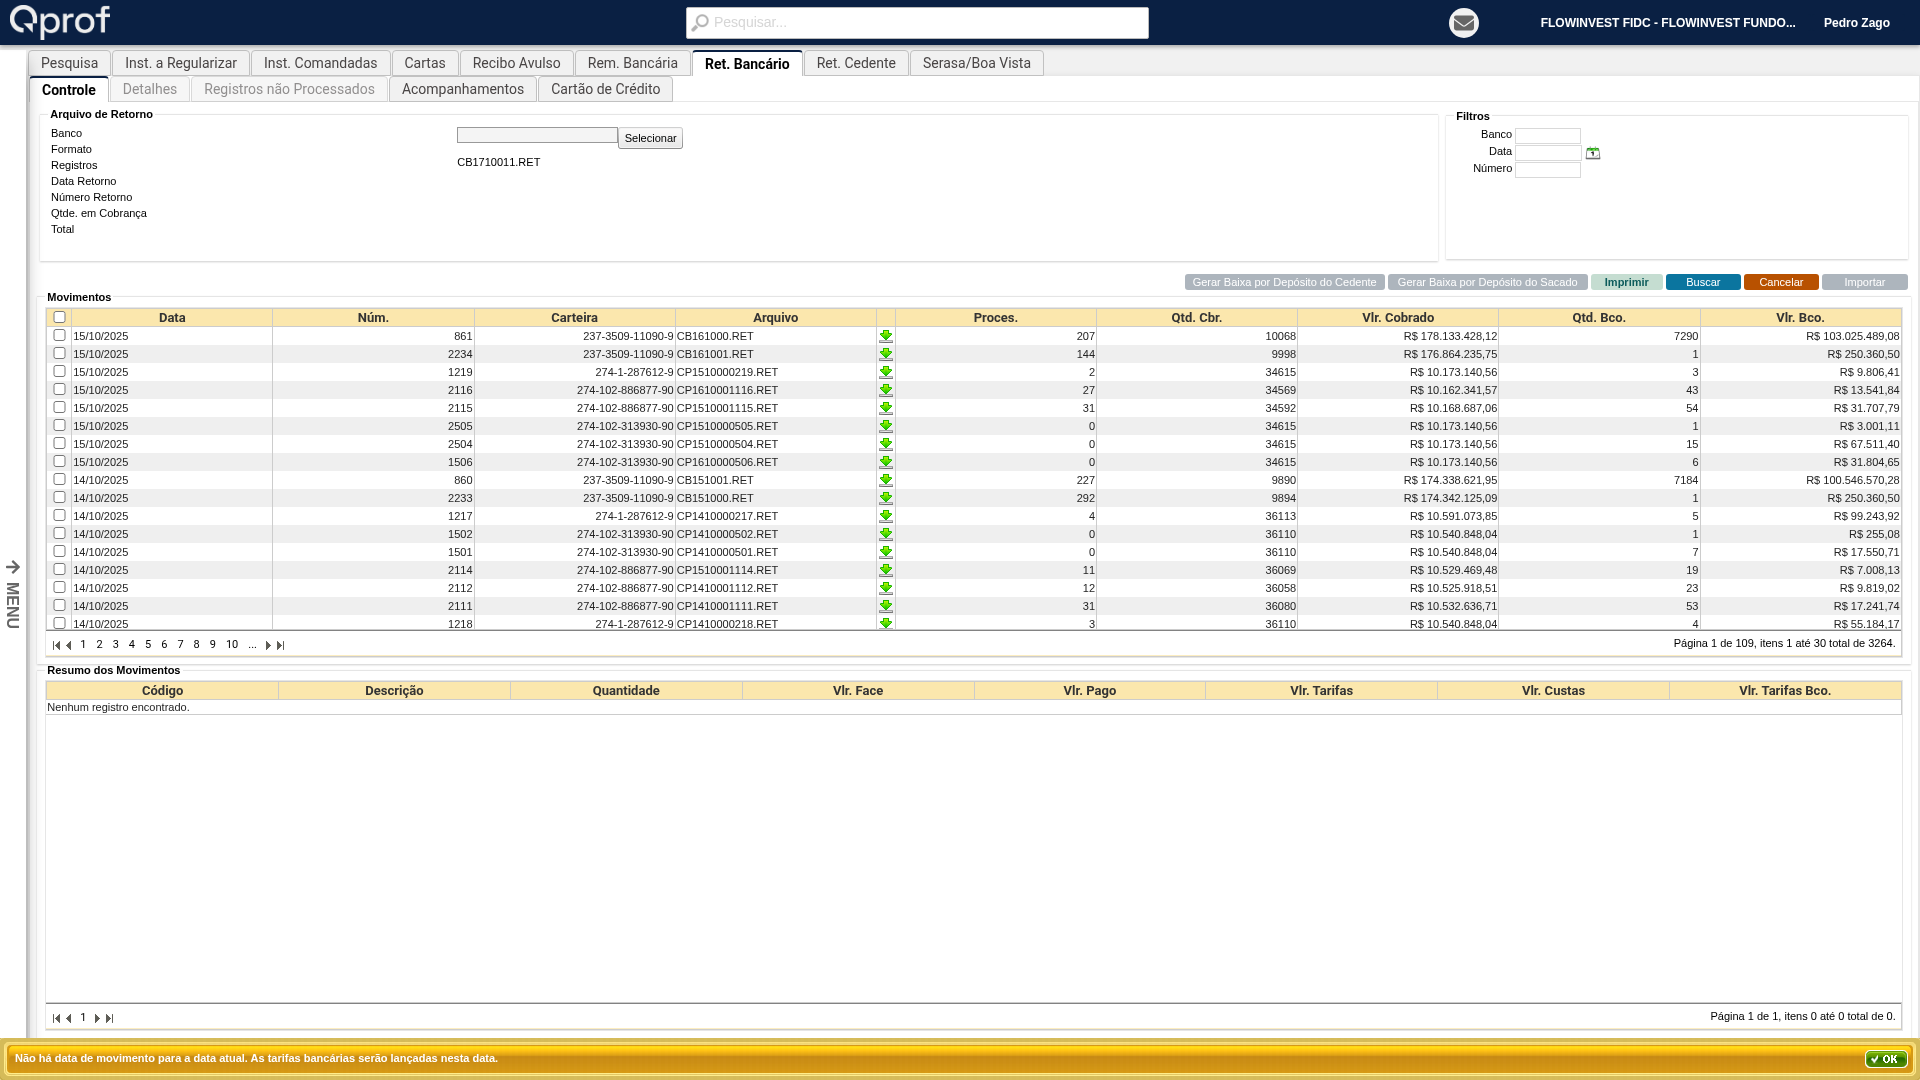 Qprof
Pesquisar...
FLOWINVEST FIDC - FLOWINVEST FUNDO...
Pedro Zago
Pesquisa Inst. a Regularizar Inst. Comandadas Cartas Recibo Avulso Rem. Bancária Ret. Bancário Ret. Cedente Serasa/Boa Vista
Controle Detalhes Registros não Processados Acompanhamentos Cartão de Crédito
Arquivo de Retorno
Banco
Formato
Registros
Data Retorno
Número Retorno
Qtde. em Cobrança
Total
Selecionar
CB1710011.RET
Filtros
Banco
Data
Número
Gerar Baixa por Depósito do Cedente Gerar Baixa por Depósito do Sacado Imprimir Buscar Cancelar Importar
MENU
Movimentos
Data Núm. Carteira Arquivo Proces. Qtd. Cbr. Vlr. Cobrado Qtd. Bco. Vlr. Bco.
15/10/2025 861 237-3509-11090-9 CB161000.RET 207 10068 R$ 178.133.428,12 7290 R$ 103.025.489,08
15/10/2025 2234 237-3509-11090-9 CB161001.RET 144 9998 R$ 176.864.235,75 1 R$ 250.360,50
15/10/2025 1219 274-1-287612-9 CP1510000219.RET 2 34615 R$ 10.173.140,56 3 R$ 9.806,41
15/10/2025 2116 274-102-886877-90 CP1610001116.RET 27 34569 R$ 10.162.341,57 43 R$ 13.541,84
15/10/2025 2115 274-102-886877-90 CP1510001115.RET 31 34592 R$ 10.168.687,06 54 R$ 31.707,79
15/10/2025 2505 274-102-313930-90 CP1510000505.RET 0 34615 R$ 10.173.140,56 1 R$ 3.001,11
15/10/2025 2504 274-102-313930-90 CP1510000504.RET 0 34615 R$ 10.173.140,56 15 R$ 67.511,40
15/10/2025 1506 274-102-313930-90 CP1610000506.RET 0 34615 R$ 10.173.140,56 6 R$ 31.804,65
14/10/2025 860 237-3509-11090-9 CB151001.RET 227 9890 R$ 174.338.621,95 7184 R$ 100.546.570,28
14/10/2025 2233 237-3509-11090-9 CB151000.RET 292 9894 R$ 174.342.125,09 1 R$ 250.360,50
14/10/2025 1217 274-1-287612-9 CP1410000217.RET 4 36113 R$ 10.591.073,85 5 R$ 99.243,92
14/10/2025 1502 274-102-313930-90 CP1410000502.RET 0 36110 R$ 10.540.848,04 1 R$ 255,08
14/10/2025 1501 274-102-313930-90 CP1410000501.RET 0 36110 R$ 10.540.848,04 7 R$ 17.550,71
14/10/2025 2114 274-102-886877-90 CP1510001114.RET 11 36069 R$ 10.529.469,48 19 R$ 7.008,13
14/10/2025 2112 274-102-886877-90 CP1410001112.RET 12 36058 R$ 10.525.918,51 23 R$ 9.819,02
14/10/2025 2111 274-102-886877-90 CP1410001111.RET 31 36080 R$ 10.532.636,71 53 R$ 17.241,74
14/10/2025 1218 274-1-287612-9 CP1410000218.RET 3 36110 R$ 10.540.848,04 4 R$ 55.184,17
1 2 3 4 5 6 7 8 9 10 ... Página 1 de 109, itens 1 até 30 total de 3264.
Resumo dos Movimentos
Código Descrição Quantidade Vlr. Face Vlr. Pago Vlr. Tarifas Vlr. Custas Vlr. Tarifas Bco.
Nenhum registro encontrado.
1 Página 1 de 1, itens 0 até 0 total de 0.
Não há data de movimento para a data atual. As tarifas bancárias serão lançadas nesta data.
OK